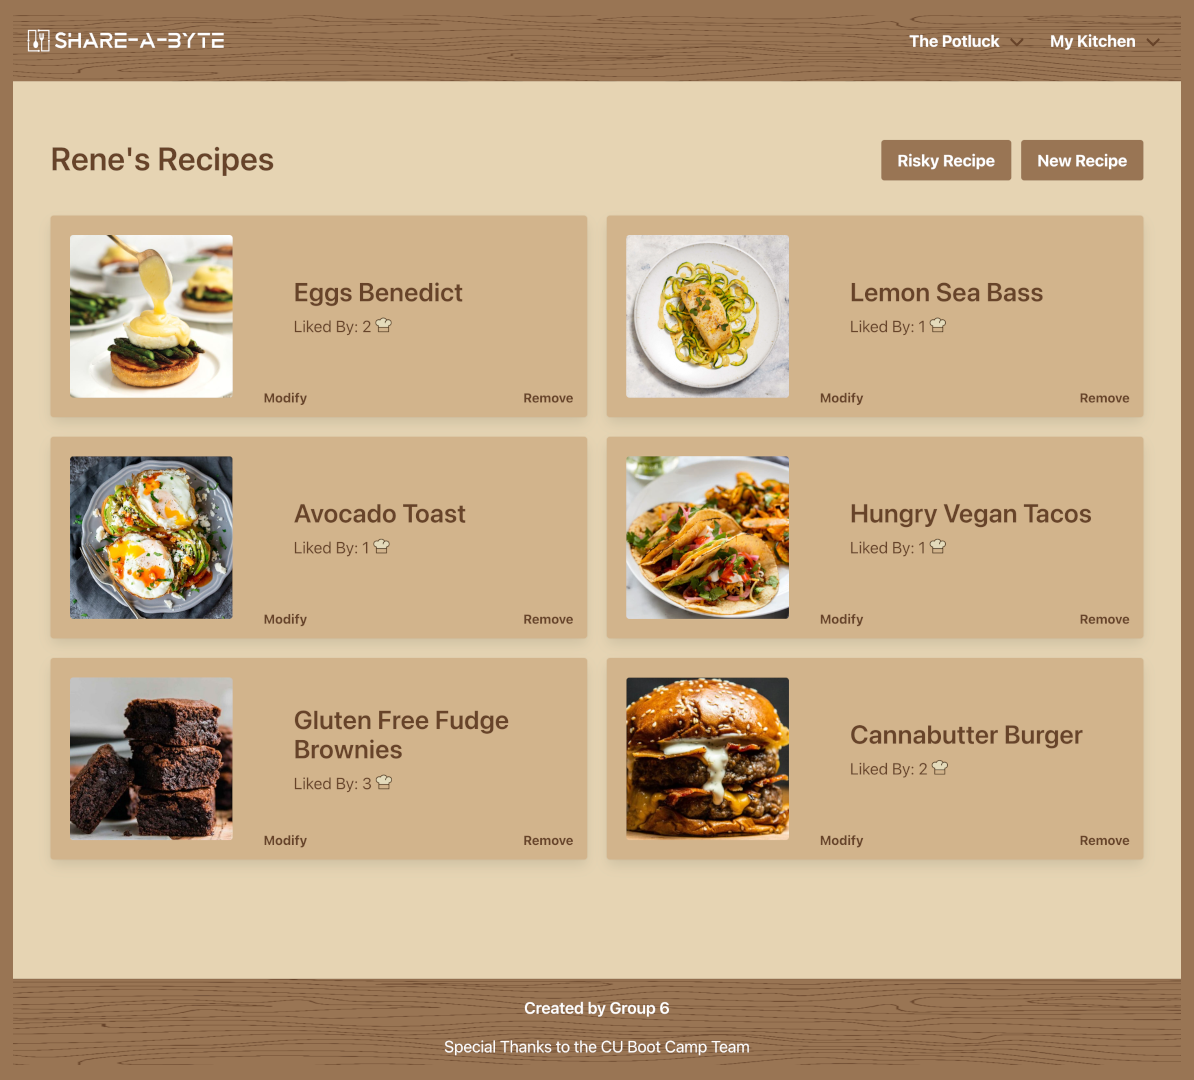 SHARE-A-BYTE
The Potluck
My Kitchen
Rene's Recipes
Risky Recipe
New Recipe
Eggs Benedict
Liked By: 2
Modify
Remove
Lemon Sea Bass
Liked By: 1
Modify
Remove
Avocado Toast
Liked By: 1
Modify
Remove
Hungry Vegan Tacos
Liked By: 1
Modify
Remove
Gluten Free Fudge
Brownies
Liked By: 3
Modify
Remove
Cannabutter Burger
Liked By: 2
Modify
Remove
Created by Group 6
Special Thanks to the CU Boot Camp Team